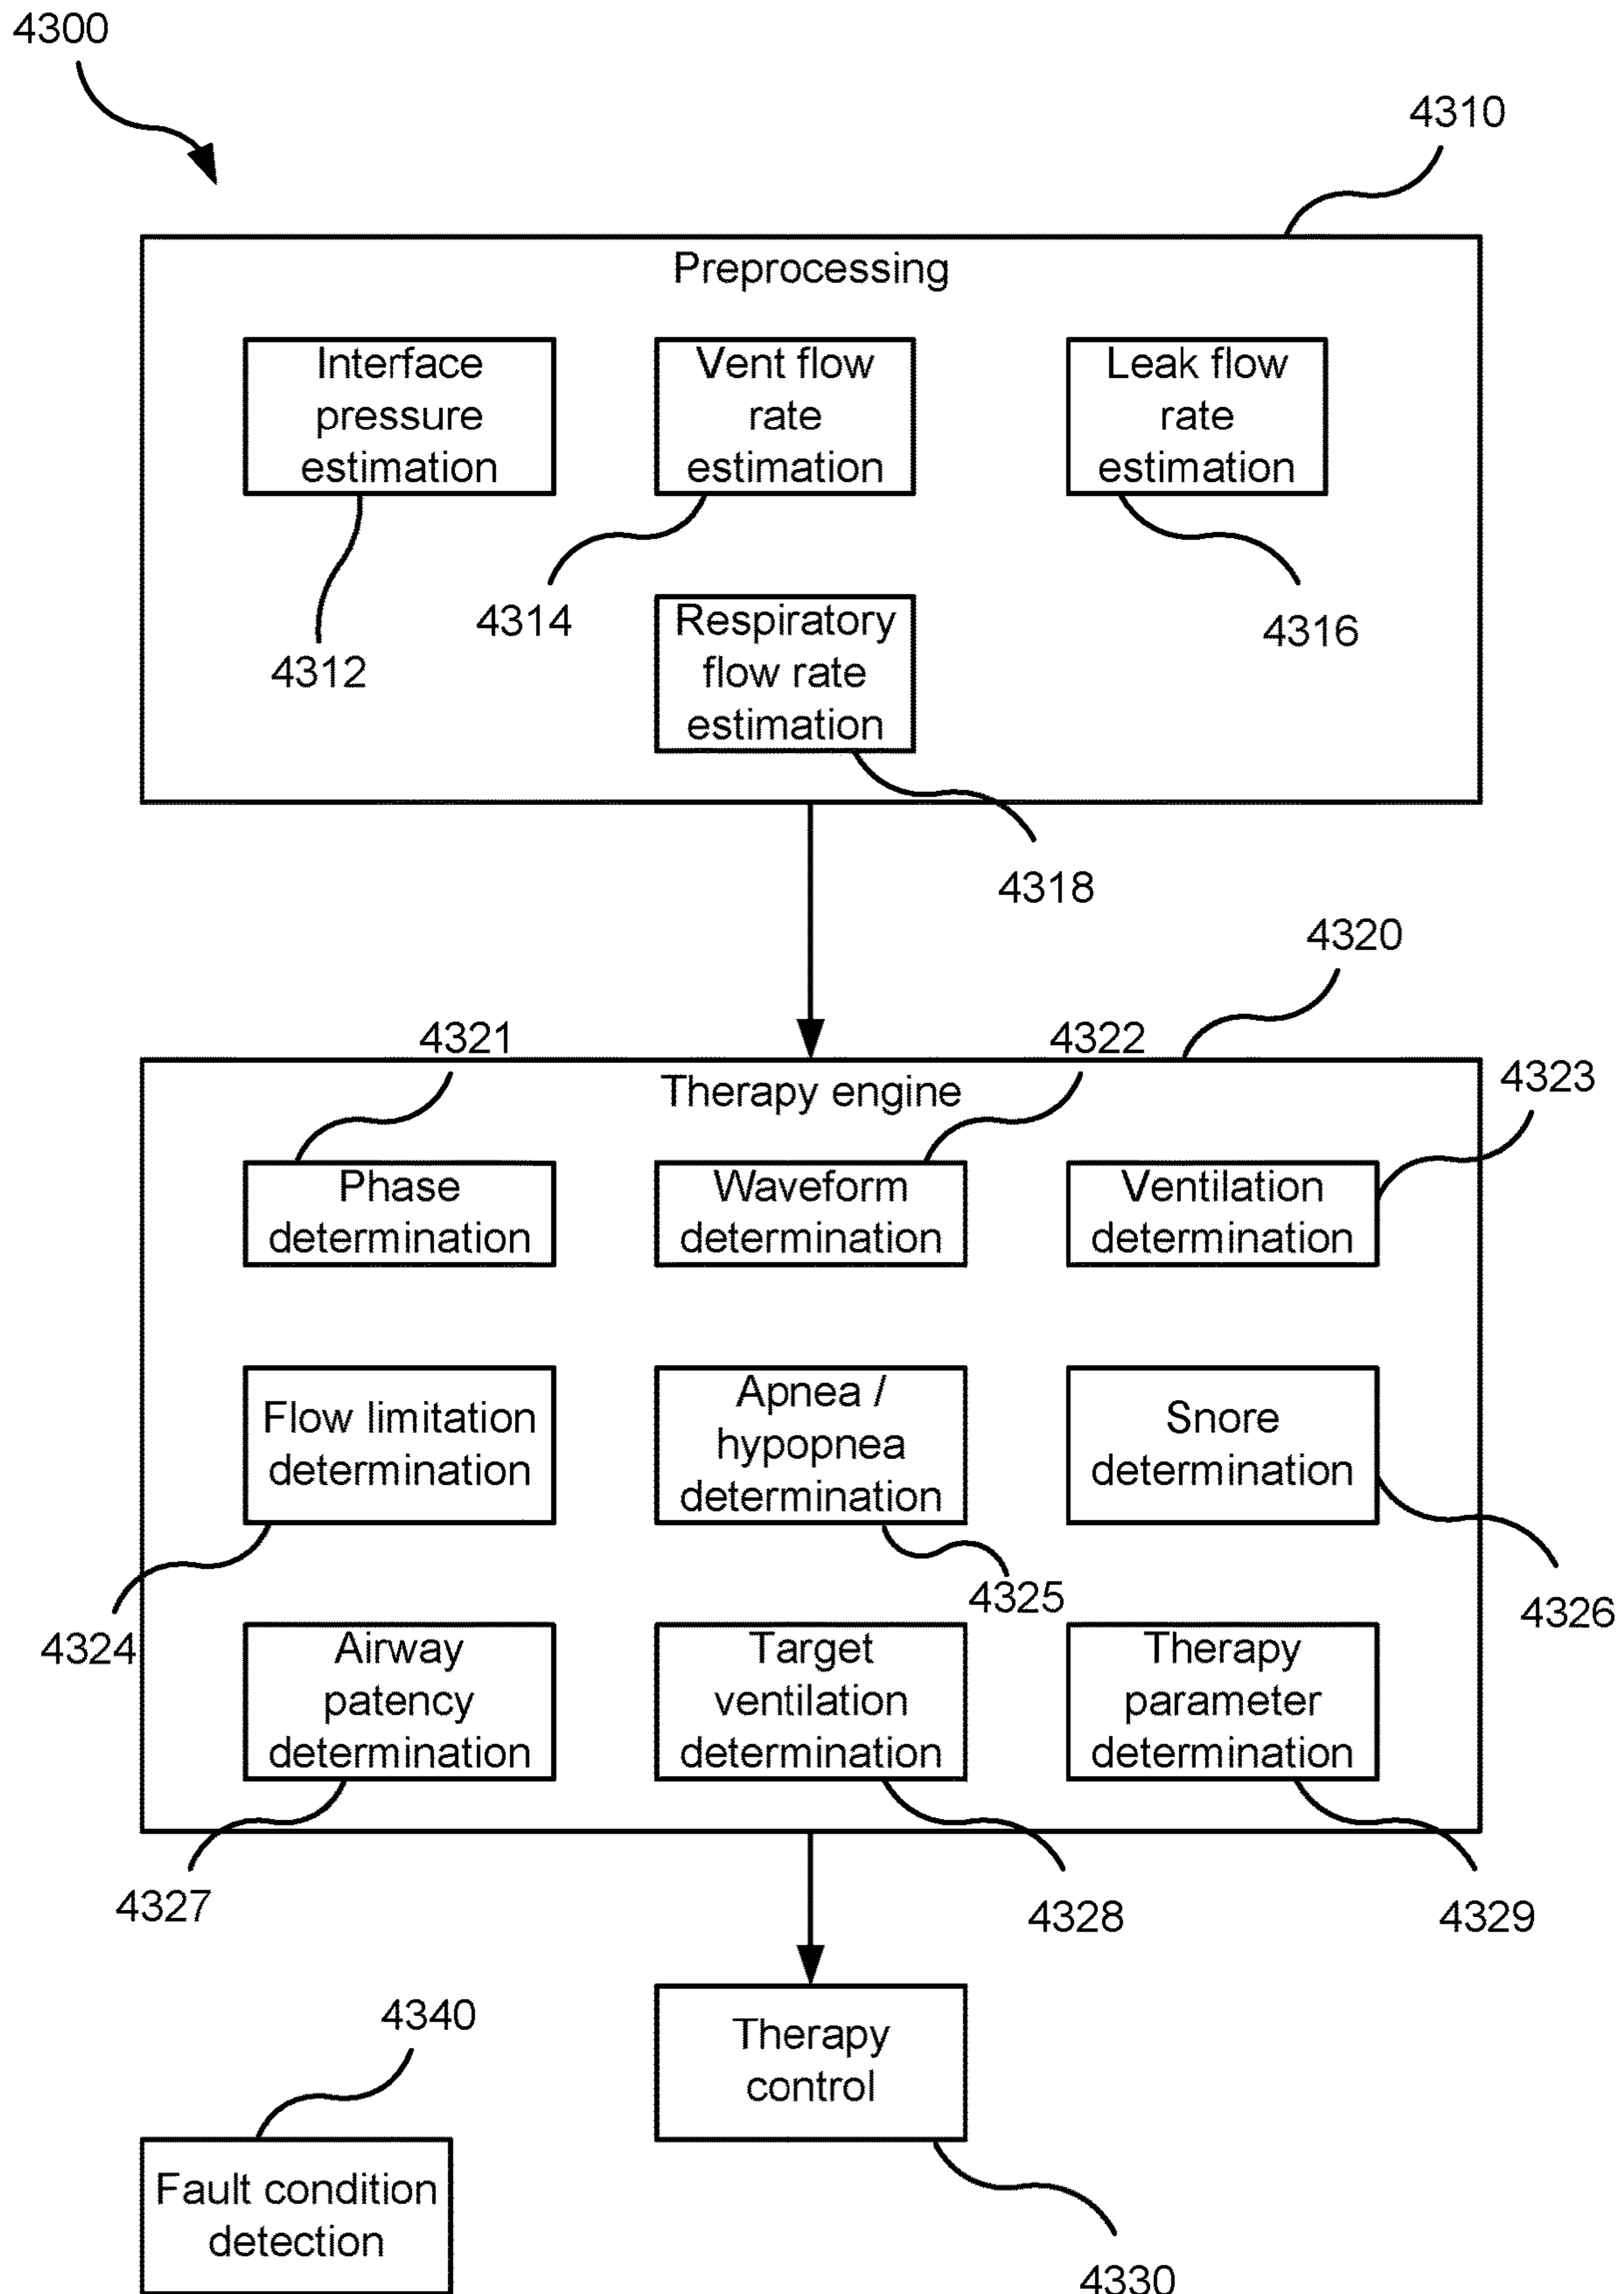 4300
4310
Preprocessing
Interface
pressure
estimation
Vent flow
rate
estimation
Leak flow
rate
estimation
4312
4314
4316
Respiratory
flow rate
estimation
4318
4320
4321
4322
4323
Therapy engine
Phase
determination
Waveform
determination
Ventilation
determination
Flow limitation
determination
Apnea /
hypopnea
determination
Snore
determination
4324
4325
4326
Airway
patency
determination
Target
ventilation
determination
Therapy
parameter
determination
4327
4328
4329
Therapy
control
4330
4340
Fault condition
detection